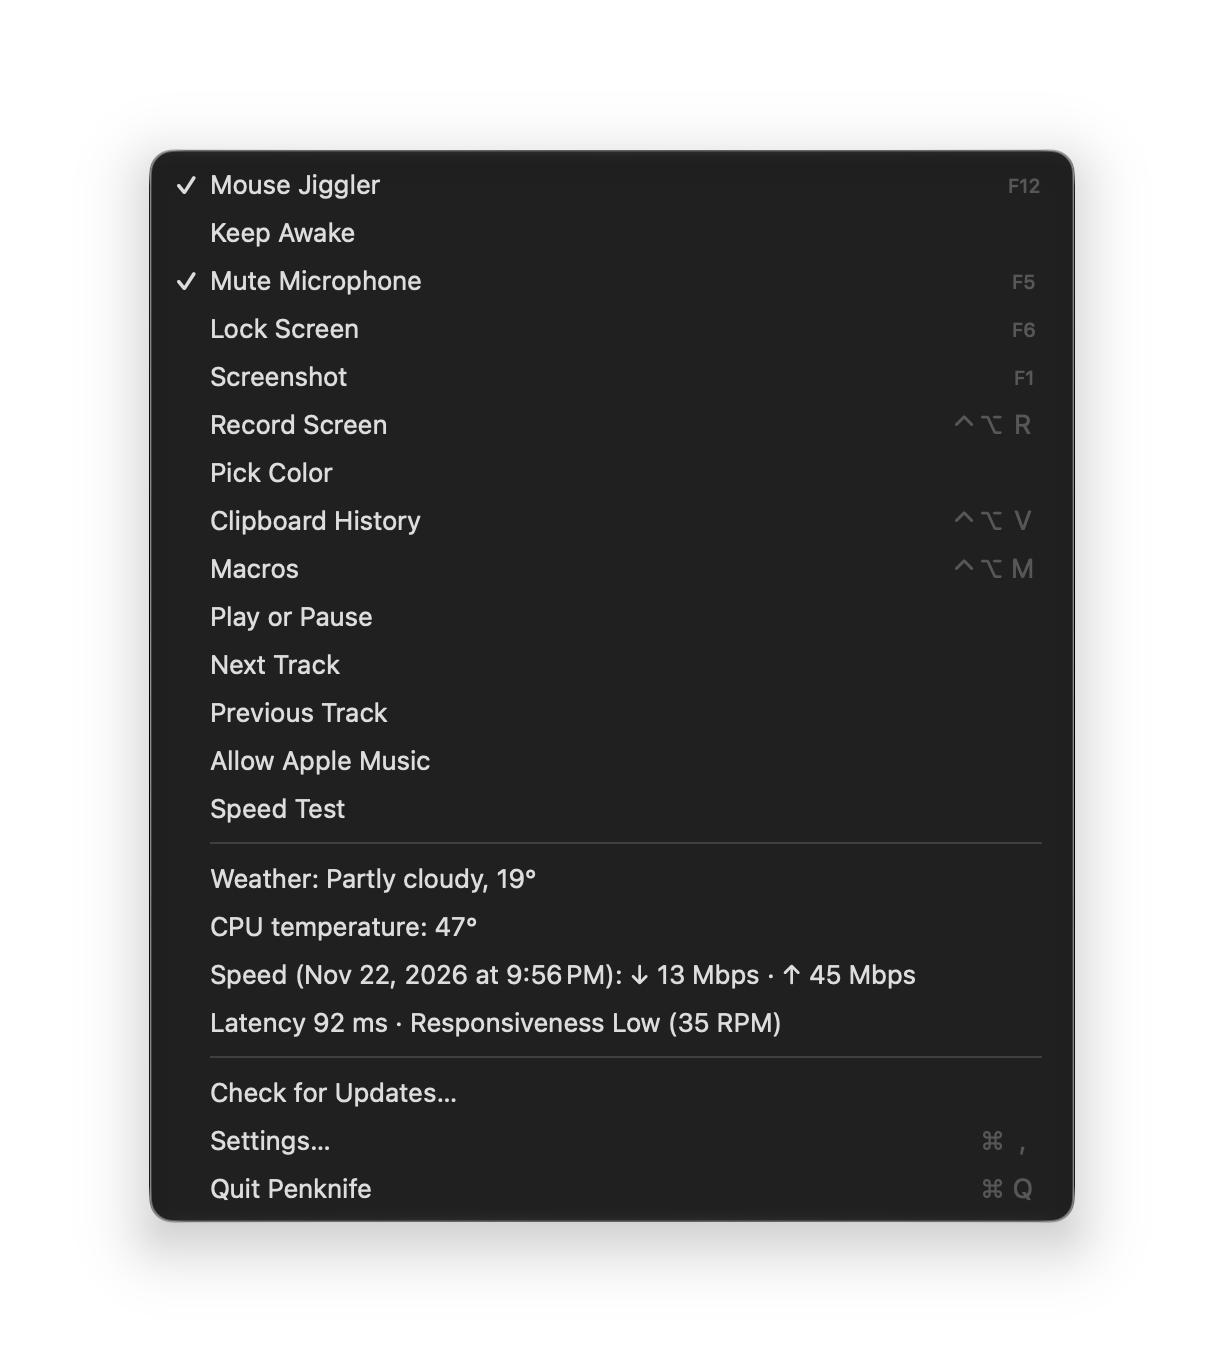 ✓ Mouse Jiggler F12
Keep Awake
✓ Mute Microphone F5
Lock Screen F6
Screenshot F1
Record Screen ^⌥ R
Pick Color
Clipboard History ^⌥ V
Macros ^⌥ M
Play or Pause
Next Track
Previous Track
Allow Apple Music
Speed Test
Weather: Partly cloudy, 19°
CPU temperature: 47°
Speed (Nov 22, 2026 at 9:56 PM): ↓ 13 Mbps · ↑ 45 Mbps
Latency 92 ms · Responsiveness Low (35 RPM)
Check for Updates...
Settings... ⌘ ,
Quit Penknife ⌘ Q